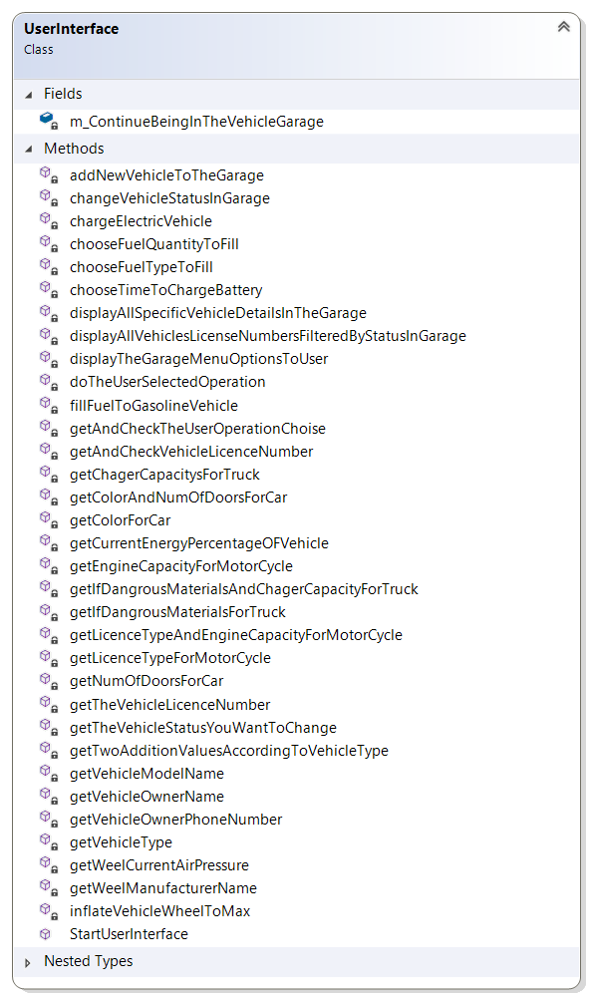 UserInterface
Class
Fields
m_ContinueBeingInTheVehicleGarage
Methods
addNewVehicleToTheGarage
changeVehicleStatusInGarage
chargeElectricVehicle
chooseFuelQuantityToFill
chooseFuelTypeToFill
chooseTimeToChargeBattery
displayAllSpecificVehicleDetailsInTheGarage
displayAllVehiclesLicenseNumbersFilteredByStatusInGarage
displayTheGarageMenuOptionsToUser
doTheUserSelectedOperation
fillFuelToGasolineVehicle
getAndCheckTheUserOperationChoise
getAndCheckVehicleLicenceNumber
getChagerCapacitysForTruck
getColorAndNumOfDoorsForCar
getColorForCar
getCurrentEnergyPercentageOFVehicle
getEngineCapacityForMotorCycle
getIfDangrousMaterialsAndChagerCapacityForTruck
getIfDangrousMaterialsForTruck
getLicenceTypeAndEngineCapacityForMotorCycle
getLicenceTypeForMotorCycle
getNumOfDoorsForCar
getTheVehicleLicenceNumber
getTheVehicleStatusYouWantToChange
getTwoAdditionValuesAccordingToVehicleType
getVehicleModelName
getVehicleOwnerName
getVehicleOwnerPhoneNumber
getVehicleType
getWeelCurrentAirPressure
getWeelManufacturerName
inflateVehicleWheelToMax
StartUserInterface
Nested Types